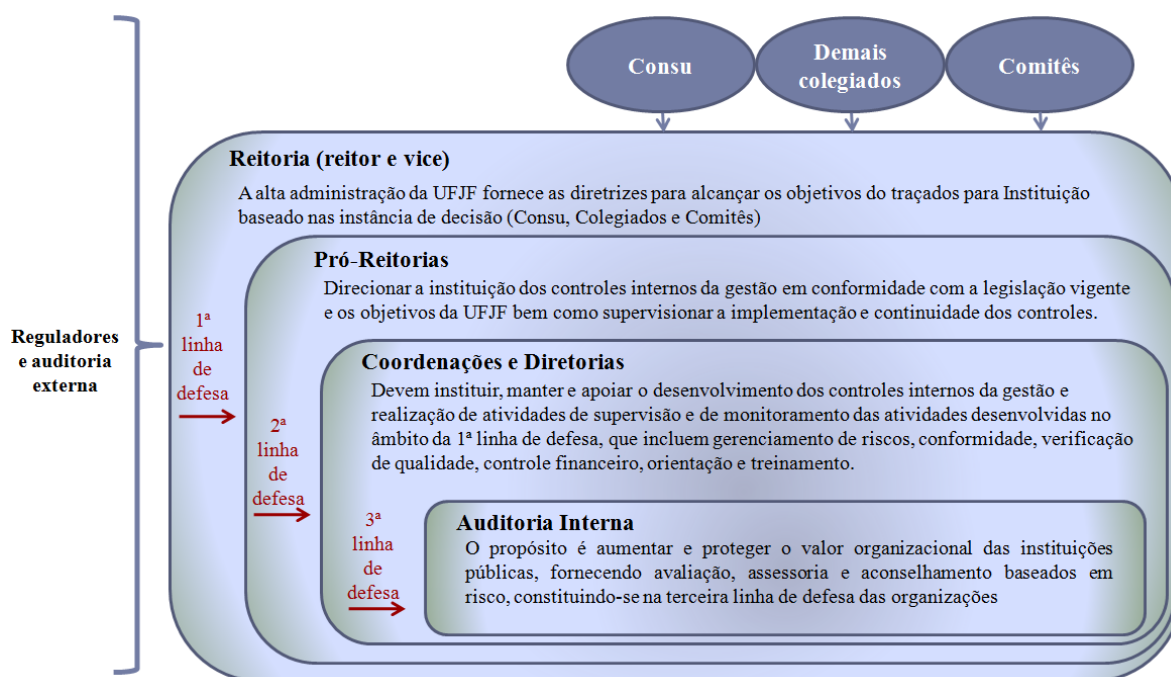 Consu
Demais
colegiados
Comitês
Reguladores
e auditoria
externa
Reitoria (reitor e vice)
A alta administração da UFJF fornece as diretrizes para alcançar os objetivos do traçados para Instituição
baseado nas instância de decisão (Consu, Colegiados e Comitês)
1ª
linha
de
defesa
Pró-Reitorias
Direcionar a instituição dos controles internos da gestão em conformidade com a legislação vigente
e os objetivos da UFJF bem como supervisionar a implementação e continuidade dos controles.
2ª
linha
de
defesa
Coordenações e Diretorias
Devem instituir, manter e apoiar o desenvolvimento dos controles internos da gestão e
realização de atividades de supervisão e de monitoramento das atividades desenvolvidas no
âmbito da 1ª linha de defesa, que incluem gerenciamento de riscos, conformidade, verificação
de qualidade, controle financeiro, orientação e treinamento.
3ª
linha
de
defesa
Auditoria Interna
O propósito é aumentar e proteger o valor organizacional das instituições
públicas, fornecendo avaliação, assessoria e aconselhamento baseados em
risco, constituindo-se na terceira linha de defesa das organizações